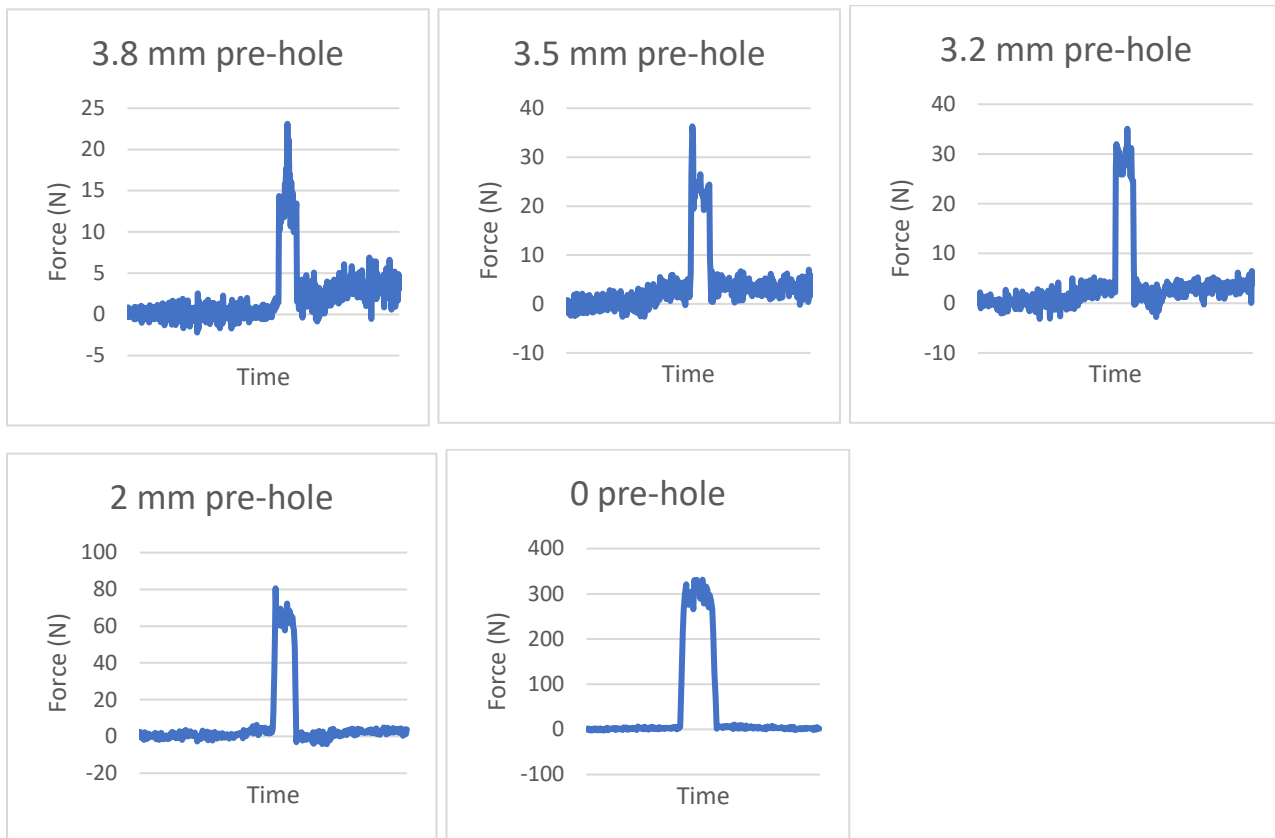 3.8 mm pre-hole
25
20
15
10
5
0
-5
Force (N)
Time
3.5 mm pre-hole
40
30
20
10
0
-10
Force (N)
Time
3.2 mm pre-hole
40
30
20
10
0
-10
Force (N)
Time
2 mm pre-hole
100
80
60
40
20
0
-20
Force (N)
Time
0 pre-hole
400
300
200
100
0
-100
Force (N)
Time